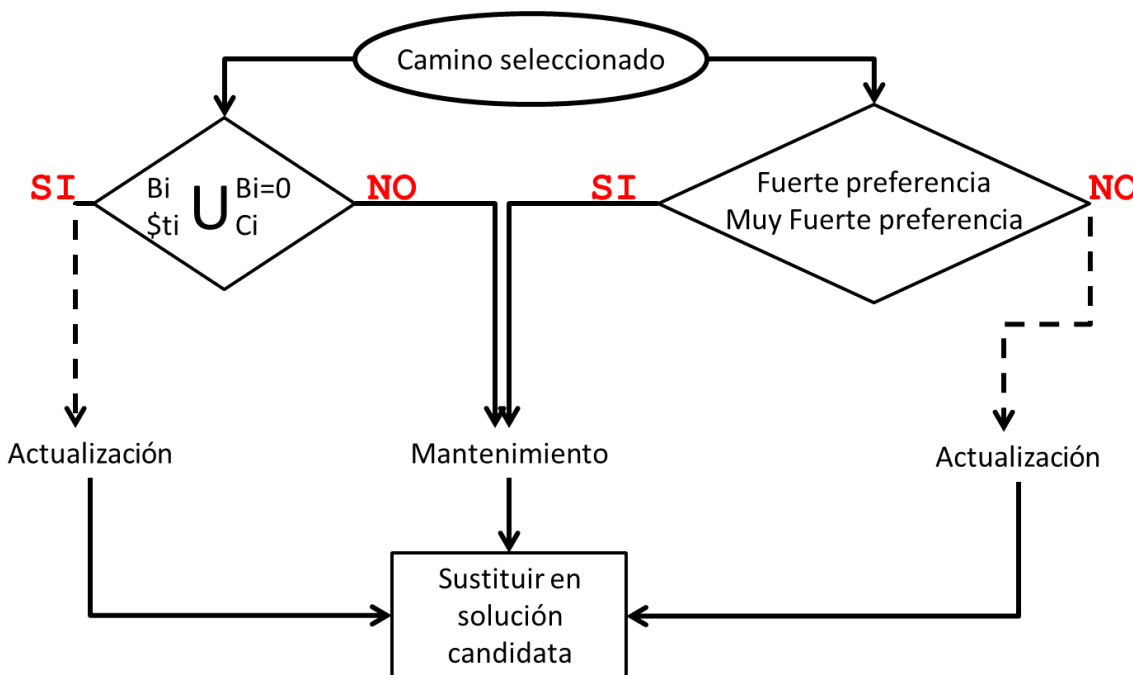 Camino seleccionado
SI
Bi
$ti
U
Bi=0
Ci
NO
SI
Fuerte preferencia
Muy Fuerte preferencia
NO
Actualización
Mantenimiento
Actualización
Sustituir en
solución
candidata